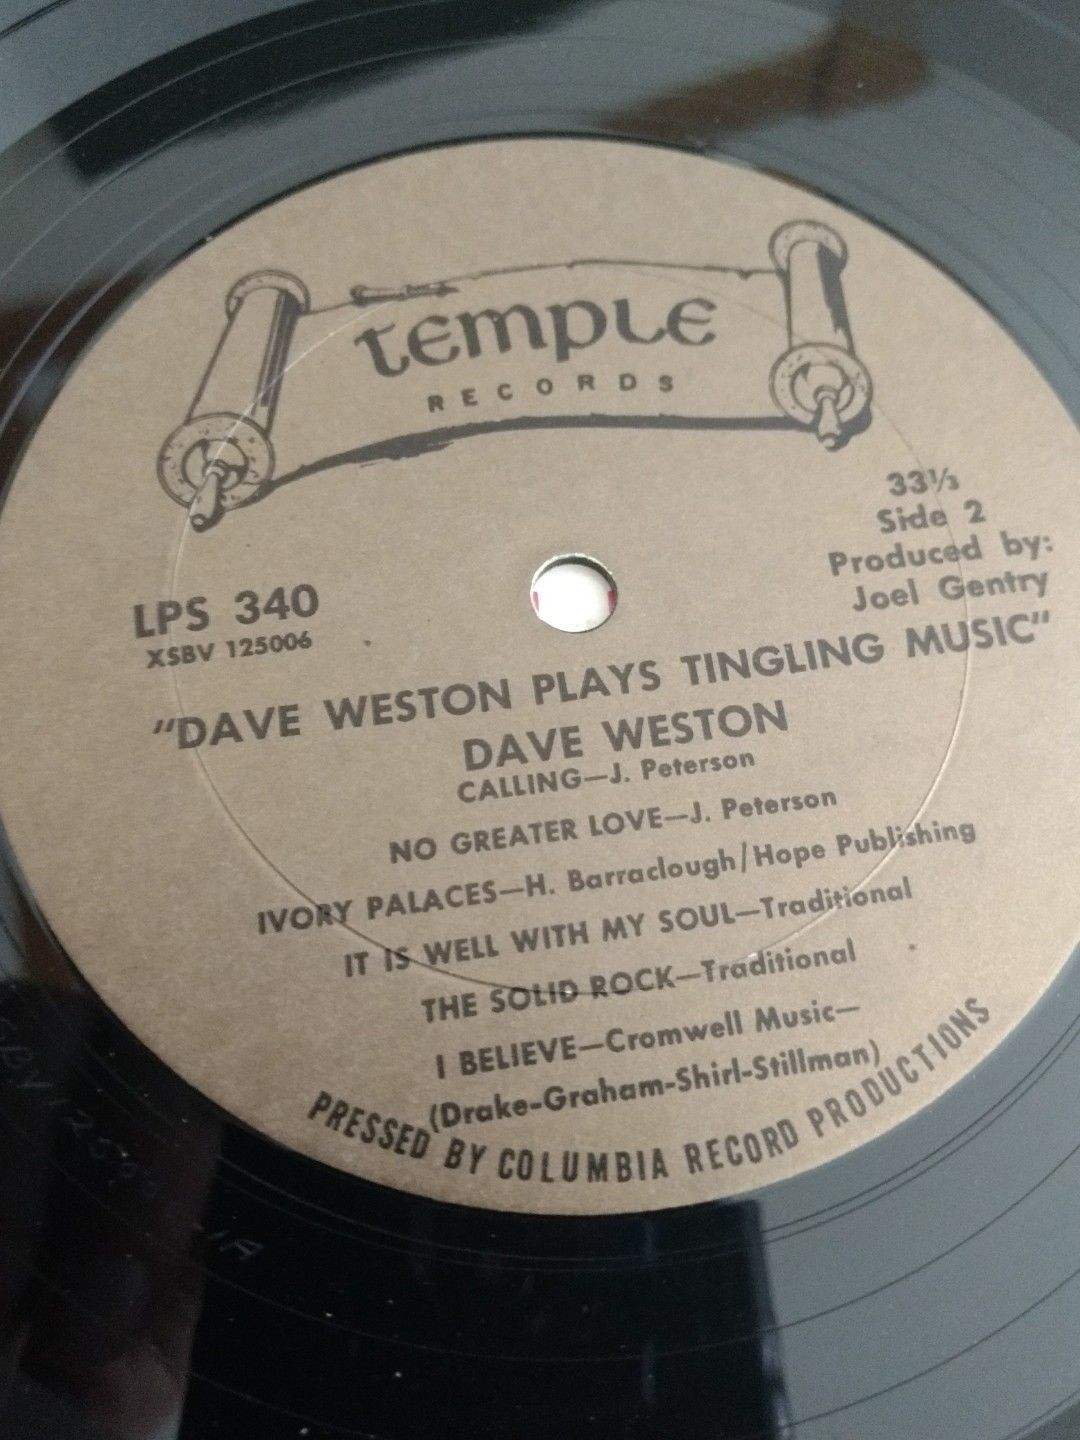 temple
RECORDS
33⅓
Side 2
Produced by:
Joel Gentry
LPS 340
XSBV 125006
"DAVE WESTON PLAYS TINGLING MUSIC"
DAVE WESTON
CALLING—J. Peterson
NO GREATER LOVE—J. Peterson
IVORY PALACES—H. Barraclough/Hope Publishing
IT IS WELL WITH MY SOUL—Traditional
THE SOLID ROCK—Traditional
I BELIEVE—Cromwell Music—
(Drake-Graham-Shirl-Stillman)
PRESSED BY COLUMBIA RECORD PRODUCTIONS